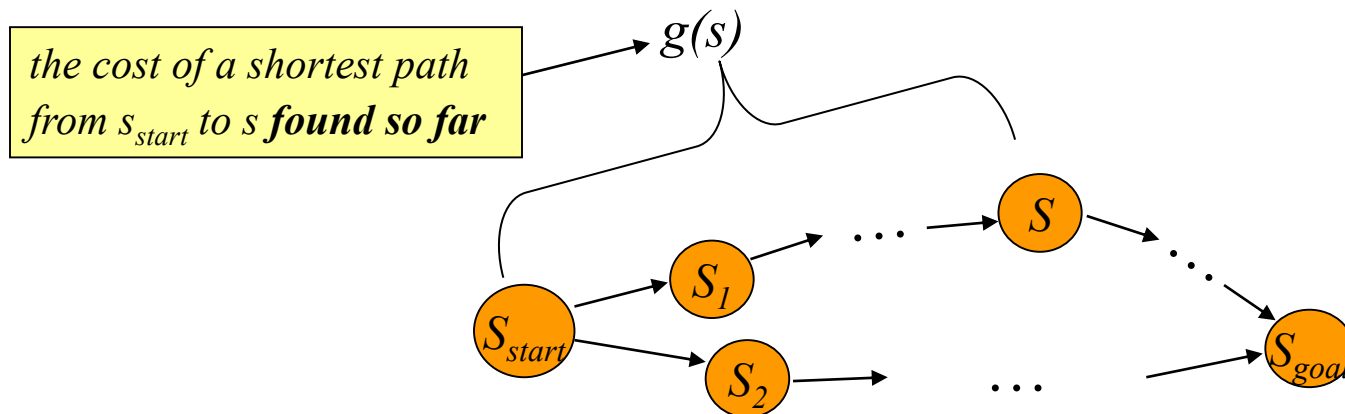 g(s)
the cost of a shortest path
from s_start to s found so far
S
...
...
S_1
S_start
S_goal
S_2
...